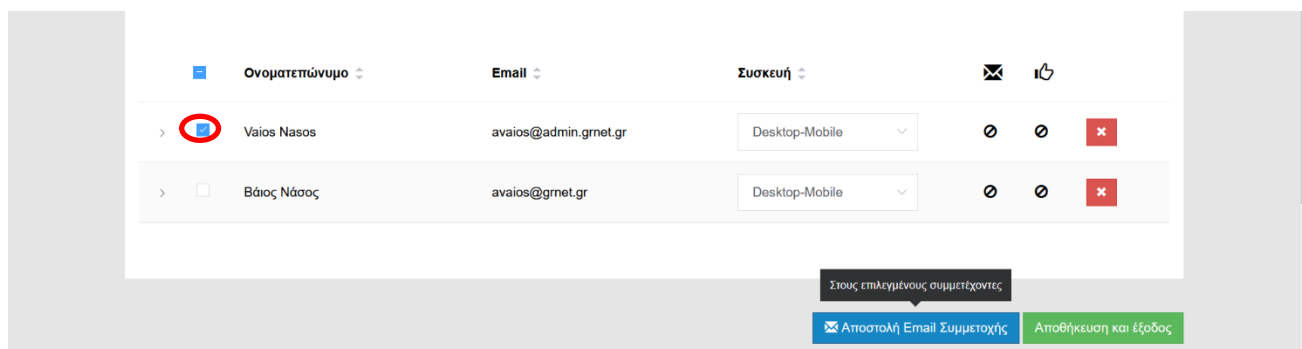 Ονοματεπώνυμο Email Συσκευή
Vaios Nasos avaios@admin.grnet.gr Desktop-Mobile
Βάιος Νάσος avaios@grnet.gr Desktop-Mobile
Στους επιλεγμένους συμμετέχοντες
Αποστολή Email Συμμετοχής Αποθήκευση και έξοδος